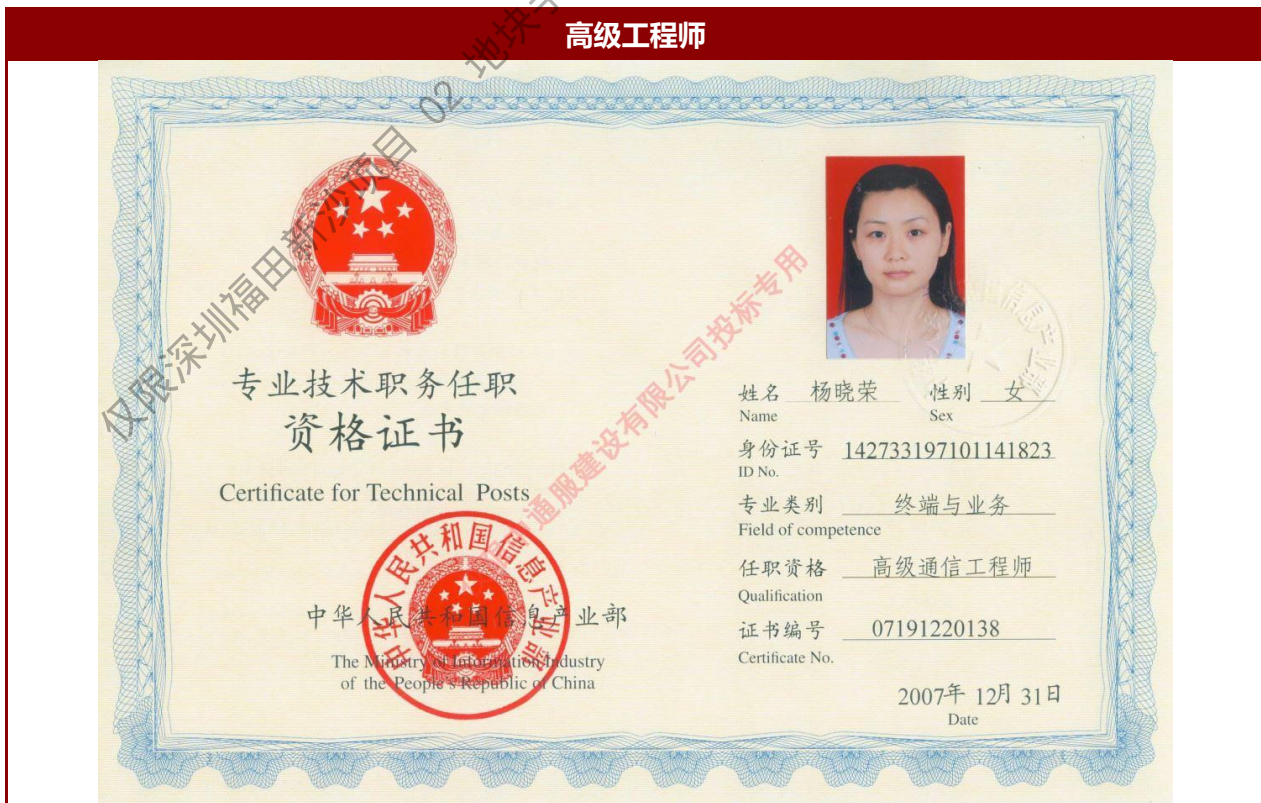 高级工程师
仅限深圳福田新沙项目 02 地块
通服建设有限公司投标专用
专业技术职务任职
资格证书
Certificate for Technical Posts
中华人民共和国信息产业部
中华人民共和国信息产业部
The Ministry of Information Industry
of the People's Republic of China
信息产业部
姓名 杨晓荣 性别 女
Name Sex
身份证号 142733197101141823
ID No.
专业类别 终端与业务
Field of competence
任职资格 高级通信工程师
Qualification
证书编号 07191220138
Certificate No.
2007年 12月 31日
Date